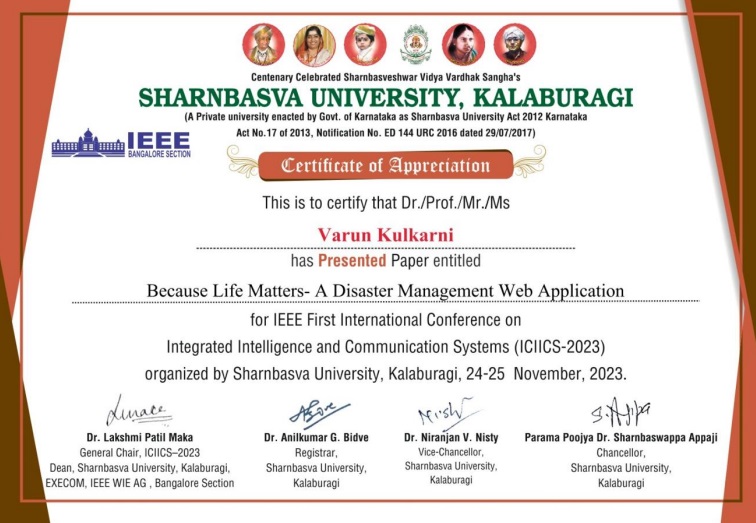 Centenary Celebrated Sharnbasveshwar Vidya Vardhak Sangha's
SHARNBASVA UNIVERSITY, KALABURAGI
(A Private university enacted by Govt. of Karnataka as Sharnbasva University Act 2012 Karnataka
Act No.17 of 2013, Notification No. ED 144 URC 2016 dated 29/07/2017)
IEEE
BANGALORE SECTION
Certificate of Appreciation
This is to certify that Dr./Prof./Mr./Ms
Varun Kulkarni
has Presented Paper entitled
Because Life Matters- A Disaster Management Web Application
for IEEE First International Conference on
Integrated Intelligence and Communication Systems (ICIICS-2023)
organized by Sharnbasva University, Kalaburagi, 24-25 November, 2023.
Dr. Lakshmi Patil Maka
General Chair, ICIICS–2023
Dean, Sharnbasva University, Kalaburagi,
EXECOM, IEEE WIE AG , Bangalore Section
Dr. Anilkumar G. Bidve
Registrar,
Sharnbasva University,
Kalaburagi
Dr. Niranjan V. Nisty
Vice-Chancellor,
Sharnbasva University,
Kalaburagi
Parama Poojya Dr. Sharnbaswappa Appaji
Chancellor,
Sharnbasva University,
Kalaburagi